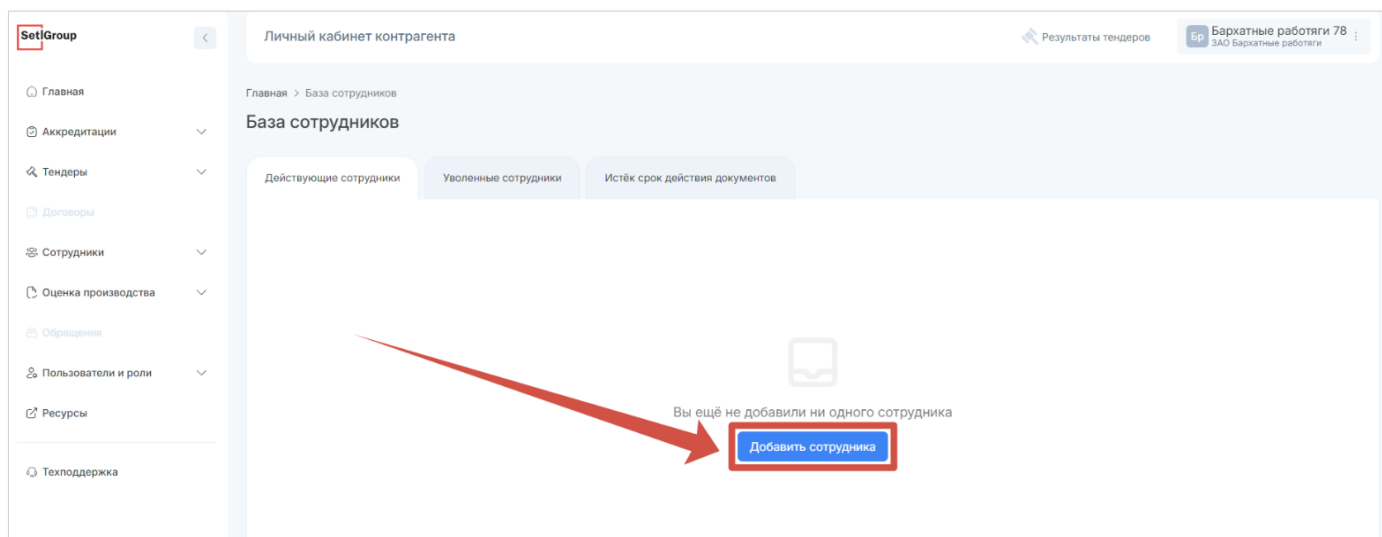 SetlGroup
Личный кабинет контрагента
Результаты тендеров
Бр
Бархатные работяги 78
ЗАО Бархатные работяги
Главная
Аккредитации
Тендеры
Договоры
Сотрудники
Оценка производства
Обращения
Пользователи и роли
Ресурсы
Техподдержка
Главная > База сотрудников
База сотрудников
Действующие сотрудники
Уволенные сотрудники
Истёк срок действия документов
Вы ещё не добавили ни одного сотрудника
Добавить сотрудника